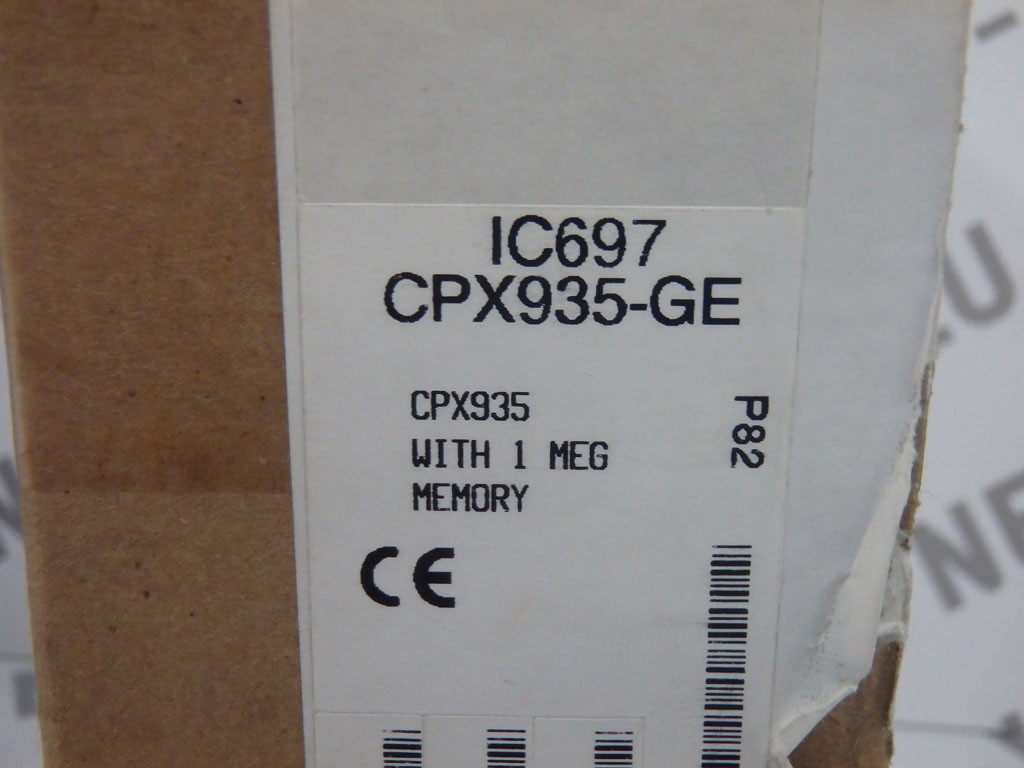 IC697
CPX935-GE
CPX935
WITH 1 MEG
MEMORY
P82
CE